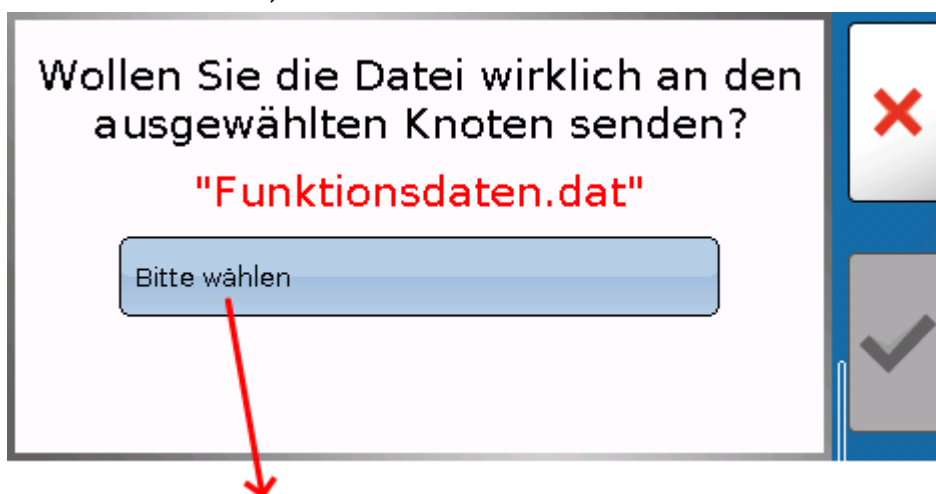 Wollen Sie die Datei wirklich an den
ausgewählten Knoten senden?
"Funktionsdaten.dat"
Bitte wählen